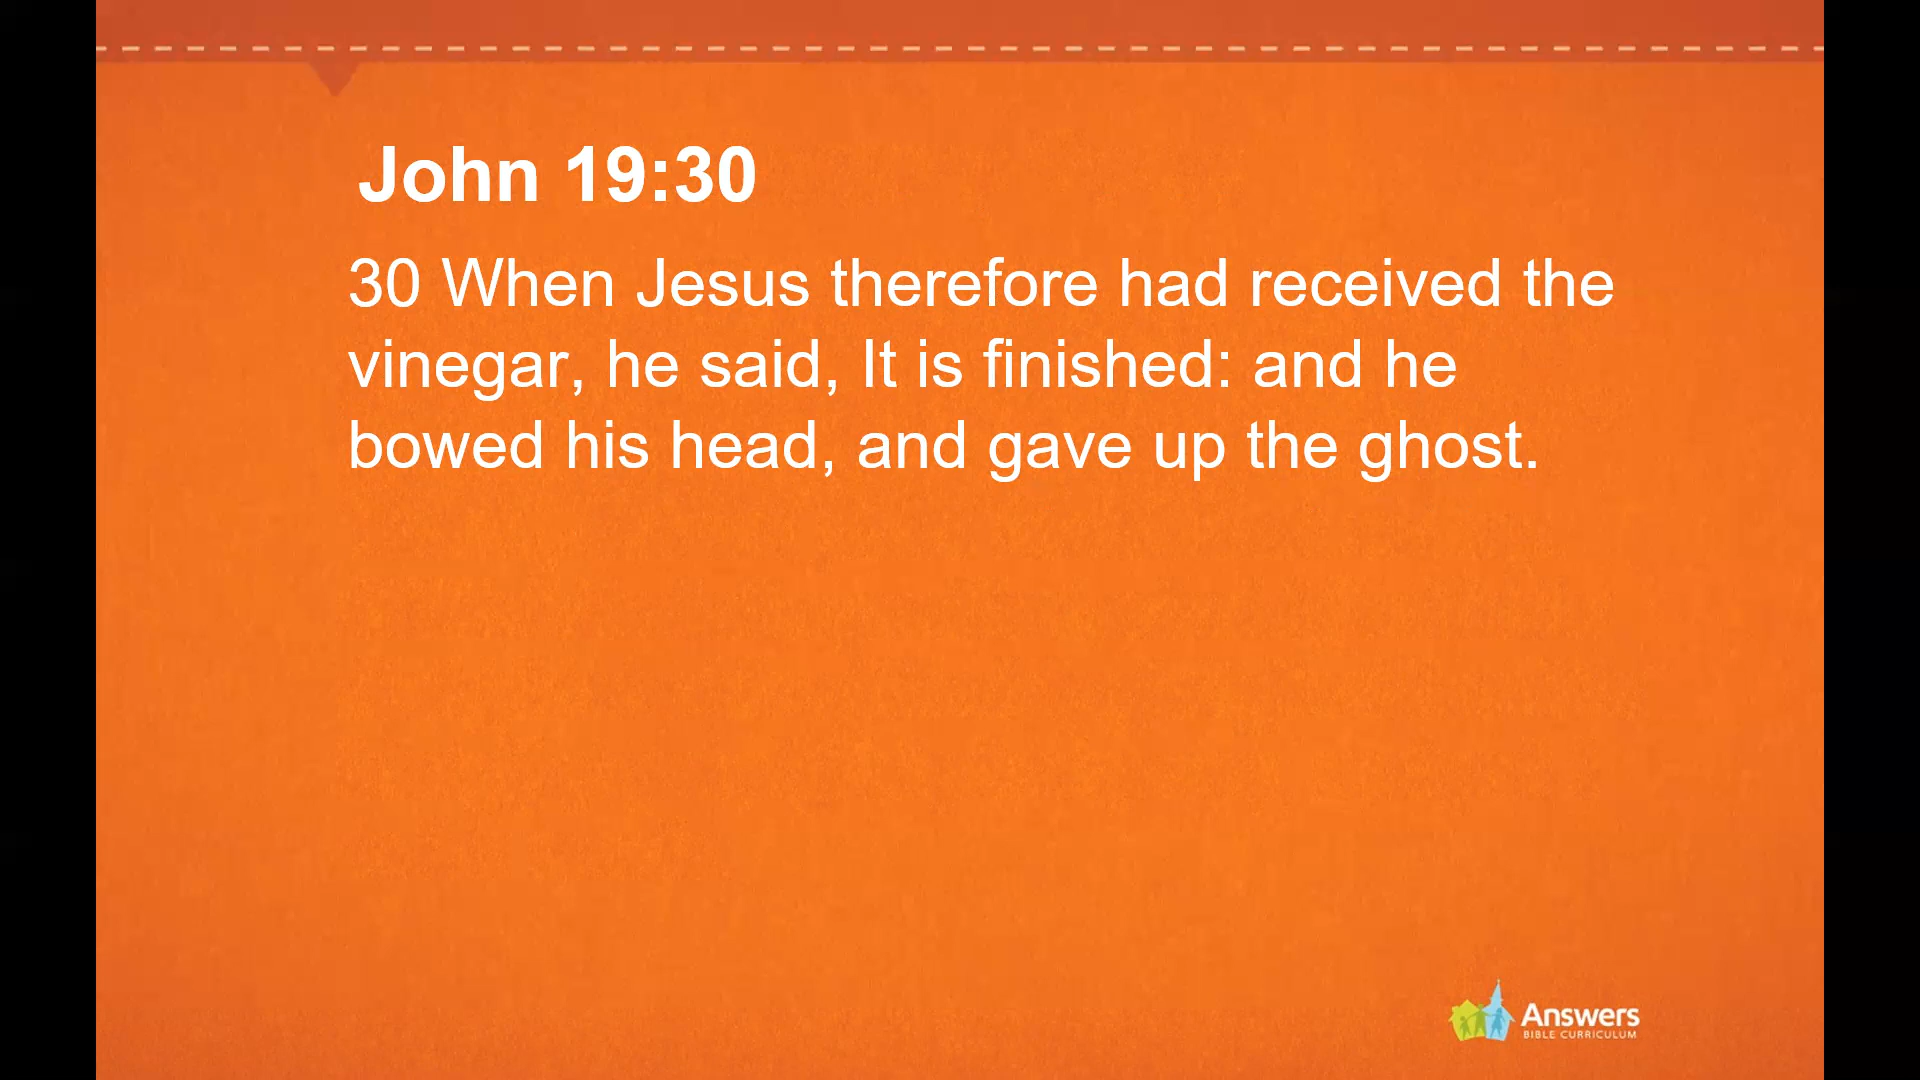 John 19:30
30 When Jesus therefore had received the
vinegar, he said, It is finished: and he
bowed his head, and gave up the ghost.
Answers
BIBLE CURRICULUM